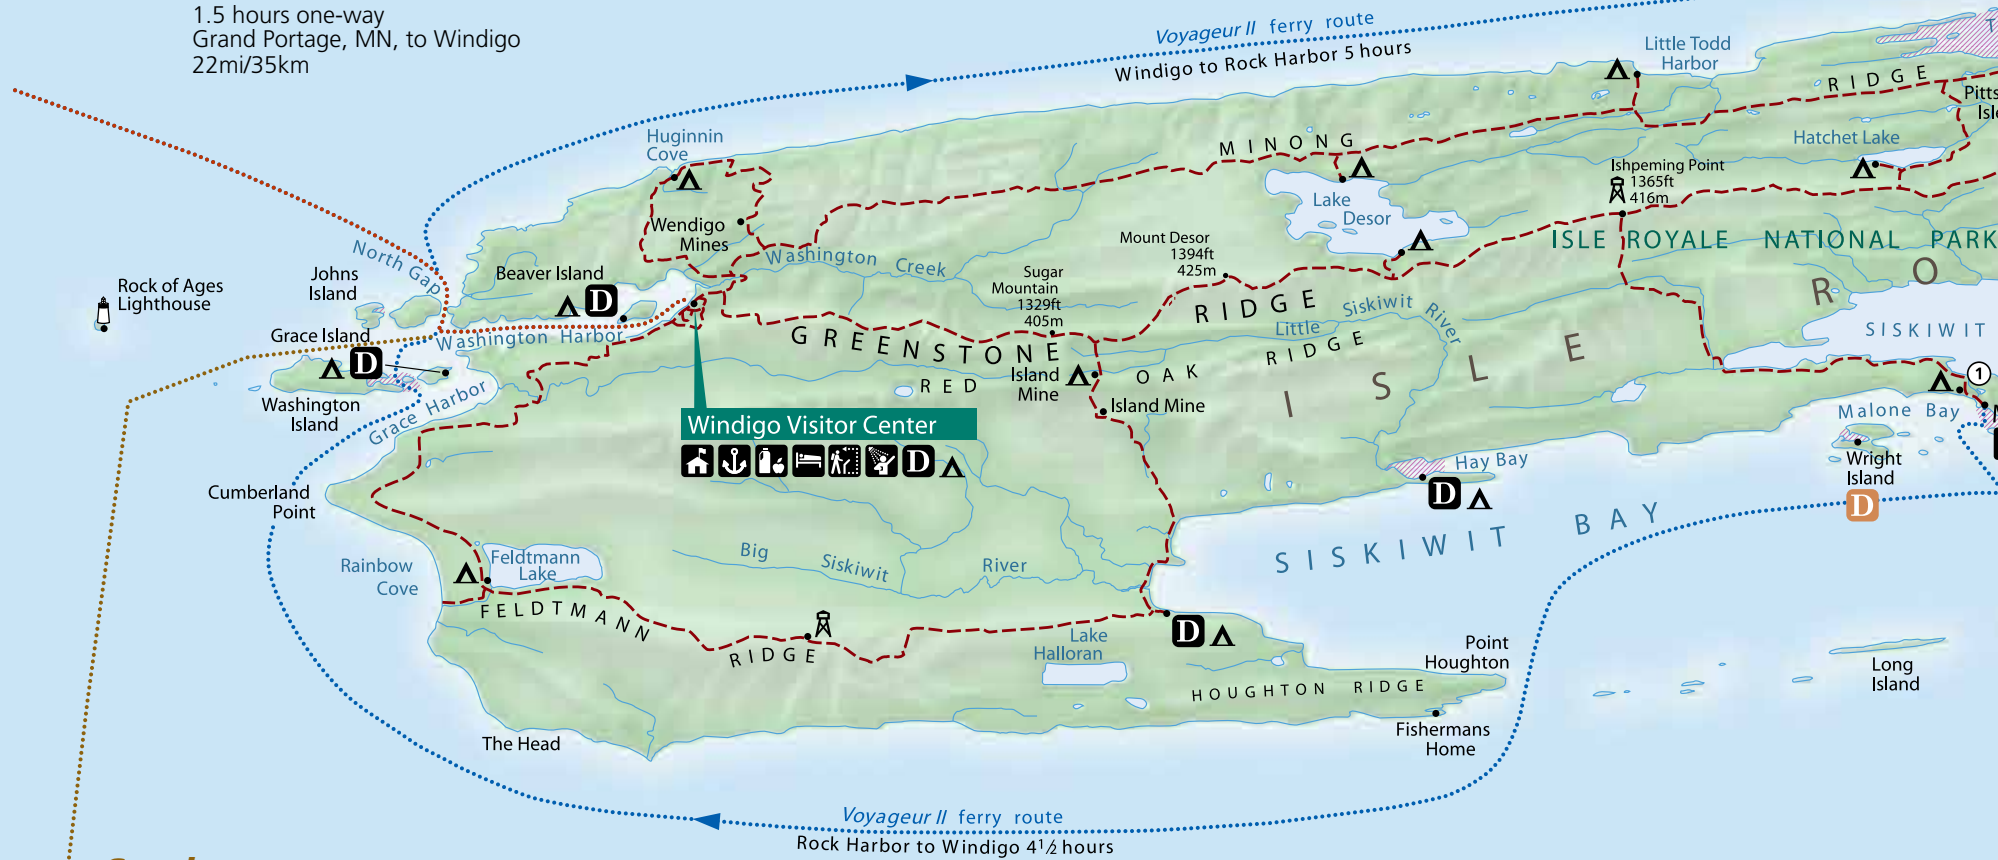 1.5 hours one-way
Grand Portage, MN, to Windigo
22mi/35km
Voyageur II ferry route
Windigo to Rock Harbor 5 hours
Little Todd
Harbor
RIDGE
Pitts
Isle
Huginnin
Cove
MINONG
Hatchet Lake
Ishpeming Point
1365ft
416m
Lake
Desor
Wendigo
Mines
North Gap
Washington Creek
Mount Desor
1394ft
425m
ISLE ROYALE NATIONAL PARK
Rock of Ages
Lighthouse
Johns
Island
Beaver Island
D
Sugar
Mountain
1329ft
405m
RIDGE
Little Siskiwit River
ISLE RO
SISKIWIT
Grace Island
D
Washington Harbor
GREENSTONE
RED
OAK RIDGE
Island
Mine
Island Mine
1
Washington
Island
Grace Harbor
Windigo Visitor Center
D
Malone Bay
Wright
Island
D
Hay Bay
D
Cumberland
Point
SISKIWIT BAY
Rainbow
Cove
Feldtmann
Lake
Big Siskiwit River
FELDTMANN
RIDGE
Lake
Halloran
D
Point
Houghton
Long
Island
HOUGHTON RIDGE
Fishermans
Home
The Head
Voyageur II ferry route
Rock Harbor to Windigo 4½ hours